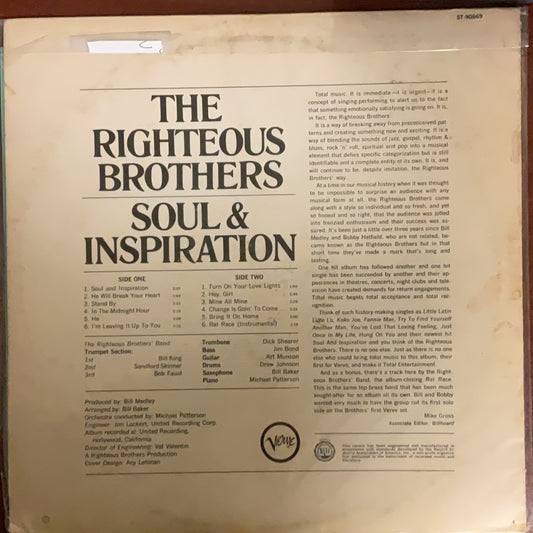 ST-90669
C
THE
RIGHTEOUS
BROTHERS
SOUL &
INSPIRATION
SIDE ONE
1. Soul and Inspiration
2. He Will Break Your Heart
3. Stand By
4. In The Midnight Hour
5. He
6. I'm Leaving It Up To You
SIDE TWO
1. Turn On Your Love Lights
2. Hey, Girl
3. Mine All Mine
4. Change Is Goin' To Come
5. Bring It On Home
6. Rat Race (Instrumental)
The Righteous Brothers' Band
Trumpet Section:
1st Bill King
2nd Sandford Skinner
3rd Bob Faust
Trombone Dick Shearer
Bass Jim Bond
Guitar Art Munson
Drums Drew Johnson
Saxophone Bill Baker
Piano Michael Patterson
Produced by: Bill Medley
Arranged by: Bill Baker
Orchestra conducted by: Michael Patterson
Engineer: Jim Lockert, United Recording Corp.
Album recorded at: United Recording,
Hollywood, California
Director of Engineering: Val Valentin
A Righteous Brothers Production
Cover Design: Acy Lehman
Verve
Total music. It is immediate—it is urgent—it is a
concept of singing-performing to alert us to the fact
that something emotionally satisfying is going on. It is,
in fact, the Righteous Brothers.
It is a way of breaking away from preconceived pat-
terns and creating something new and exciting. It is a
way of blending the sounds of jazz, gospel, rhythm &
blues, rock 'n' roll, spiritual and pop into a musical
element that defies specific categorization but is still
identifiable and a complete entity of its own. It is, and
will continue to be, despite imitation, the Righteous
Brothers' way.
At a time in our musical history when it was thought
to be impossible to surprise an audience with any
musical form at all, the Righteous Brothers came
along with a style so individual and so fresh, and yet
so honest and so right, that the audience was jolted
into frenzied enthusiasm and their success was as-
sured. It's been just a little over three years since Bill
Medley and Bobby Hatfield, who are not related, be-
came known as the Righteous Brothers but in that
short time they've made a mark that's long and
lasting.
One hit album has followed another and one hit
single has been succeeded by another and their ap-
pearances in theatres, concerts, night clubs and tele-
vision have created demands for return engagements.
Total music begets total acceptance and total recog-
nition.
Think of such history making singles as Little Latin
Lupe Lu, Koko Joe, Fannie Mae, Try To Find Yourself
Another Man, You've Lost That Loving Feeling, Just
Once In My Life, Hung On You and their newest hit
Soul And Inspiration and you think of the Righteous
Brothers. There is no one else. Just as there is no one
else who could bring total music to this album, their
first for Verve, and make it Total Entertainment.
And as a bonus, there's a track here by the Right-
eous Brothers' Band, the album-closing Rat Race.
This is the same top-brass band that has been much
sought-after for an album all its own. Bill and Bobby
wanted very much to have the group cut its first solo
side on the Brothers' first Verve set.
Mike Gross
Associate Editor, Billboard